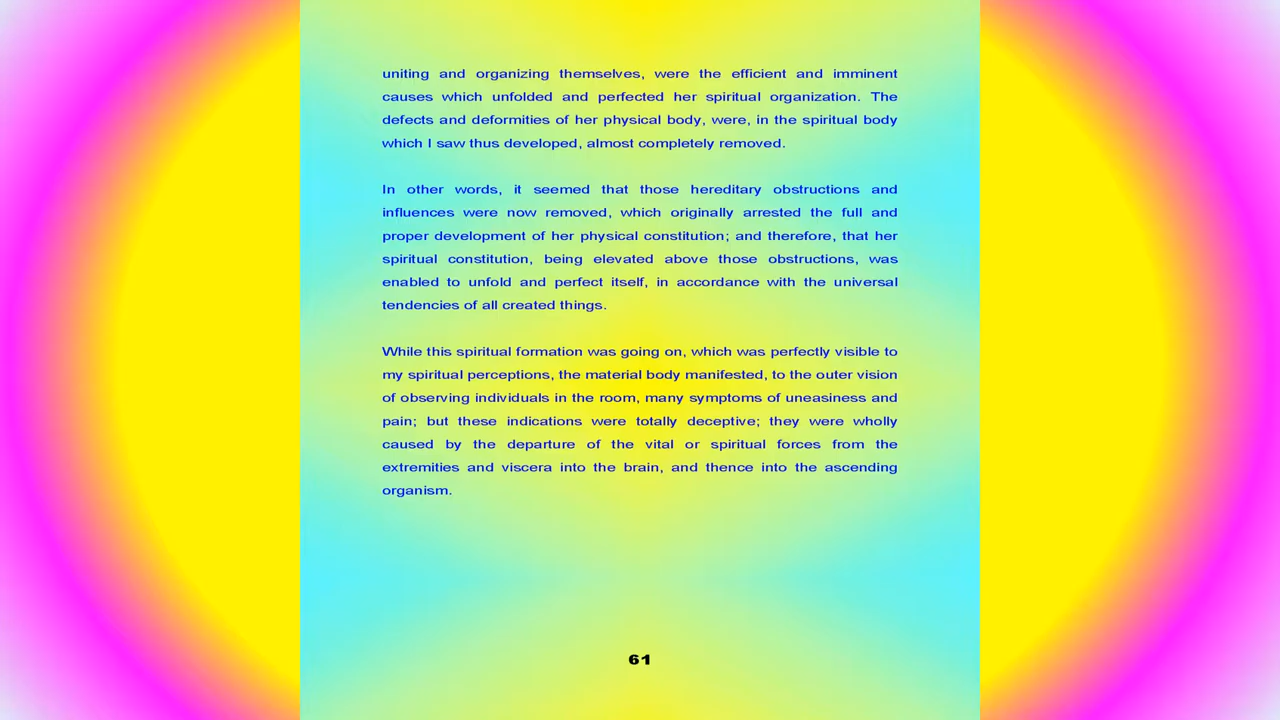 uniting and organizing themselves, were the efficient and imminent
causes which unfolded and perfected her spiritual organization. The
defects and deformities of her physical body, were, in the spiritual body
which I saw thus developed, almost completely removed.
In other words, it seemed that those hereditary obstructions and
influences were now removed, which originally arrested the full and
proper development of her physical constitution; and therefore, that her
spiritual constitution, being elevated above those obstructions, was
enabled to unfold and perfect itself, in accordance with the universal
tendencies of all created things.
While this spiritual formation was going on, which was perfectly visible to
my spiritual perceptions, the material body manifested, to the outer vision
of observing individuals in the room, many symptoms of uneasiness and
pain; but these indications were totally deceptive; they were wholly
caused by the departure of the vital or spiritual forces from the
extremities and viscera into the brain, and thence into the ascending
organism.
61